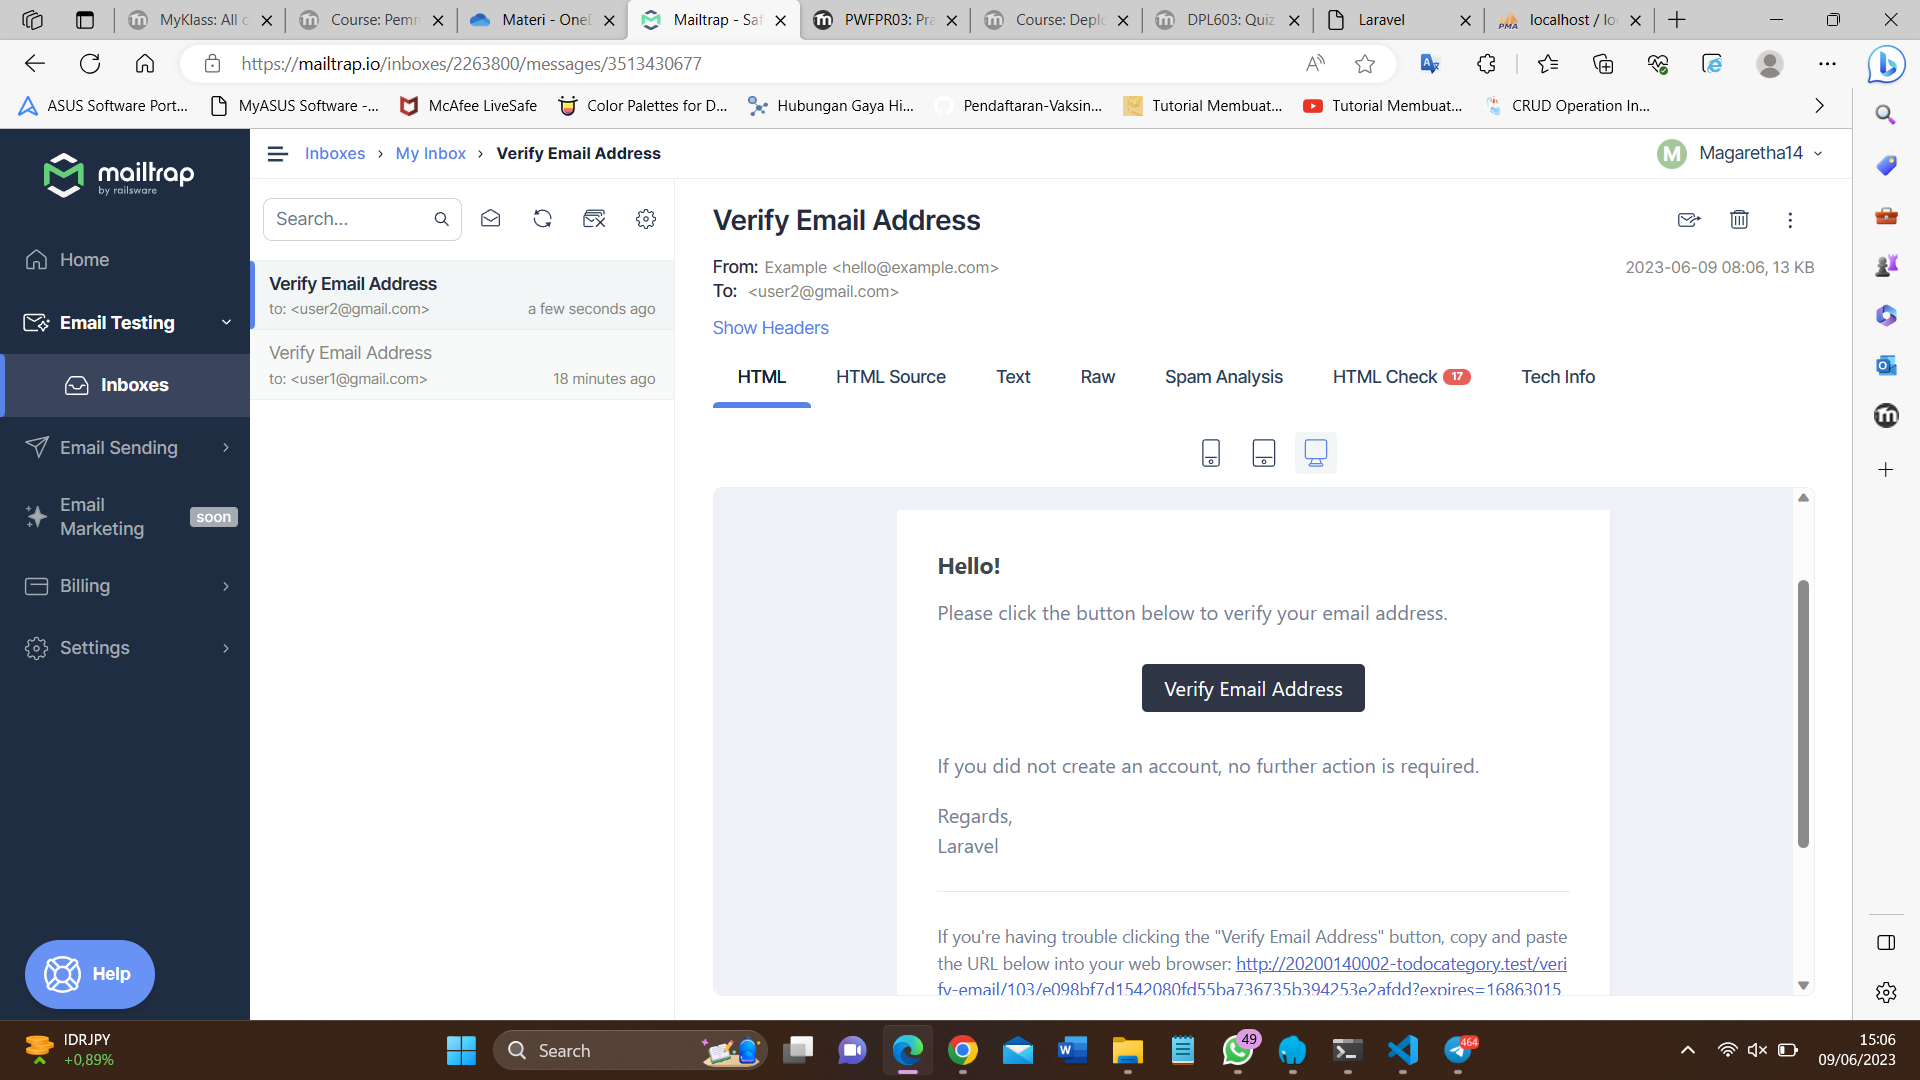 MyKlass: All c
Course: Pemr
Materi - OneD
Mailtrap - Saf
PWFPR03: Pra
Course: Deplo
DPL603: Quiz
Laravel
localhost / lo
https://mailtrap.io/inboxes/2263800/messages/3513430677
ASUS Software Port...
MyASUS Software -...
McAfee LiveSafe
Color Palettes for D...
Hubungan Gaya Hi...
Pendaftaran-Vaksin...
Tutorial Membuat...
Tutorial Membuat...
CRUD Operation In...
mailtrap
by railsware
Inboxes › My Inbox › Verify Email Address
M Magaretha14
Home
Email Testing
Inboxes
Email Sending
Email
Marketing
soon
Billing
Settings
Help
Search...
Verify Email Address
to: <user2@gmail.com> a few seconds ago
Verify Email Address
to: <user1@gmail.com> 18 minutes ago
Verify Email Address
From: Example <hello@example.com>
2023-06-09 08:06, 13 KB
To: <user2@gmail.com>
Show Headers
HTML HTML Source Text Raw Spam Analysis HTML Check 17 Tech Info
Hello!
Please click the button below to verify your email address.
Verify Email Address
If you did not create an account, no further action is required.
Regards,
Laravel
If you're having trouble clicking the "Verify Email Address" button, copy and paste
the URL below into your web browser: http://20200140002-todocategory.test/veri
fy-email/103/e098bf7d1542080fd55ba736735b394253e2afdd?expires=16863015
IDRJPY
+0,89%
Search
49
464
15:06
09/06/2023